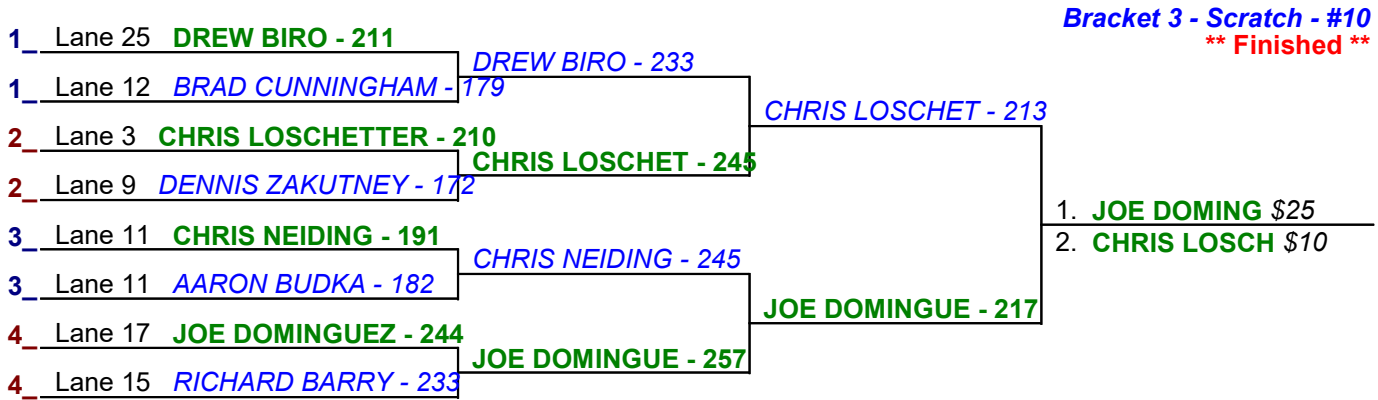 Bracket 3 - Scratch - #10
** Finished **
1_ Lane 25 DREW BIRO - 211
DREW BIRO - 233
1_ Lane 12 BRAD CUNNINGHAM - 179
CHRIS LOSCHET - 213
2_ Lane 3 CHRIS LOSCHETTER - 210
CHRIS LOSCHET - 245
2_ Lane 9 DENNIS ZAKUTNEY - 172
1. JOE DOMING $25
3_ Lane 11 CHRIS NEIDING - 191
2. CHRIS LOSCH $10
CHRIS NEIDING - 245
3_ Lane 11 AARON BUDKA - 182
JOE DOMINGUE - 217
4_ Lane 17 JOE DOMINGUEZ - 244
JOE DOMINGUE - 257
4_ Lane 15 RICHARD BARRY - 233